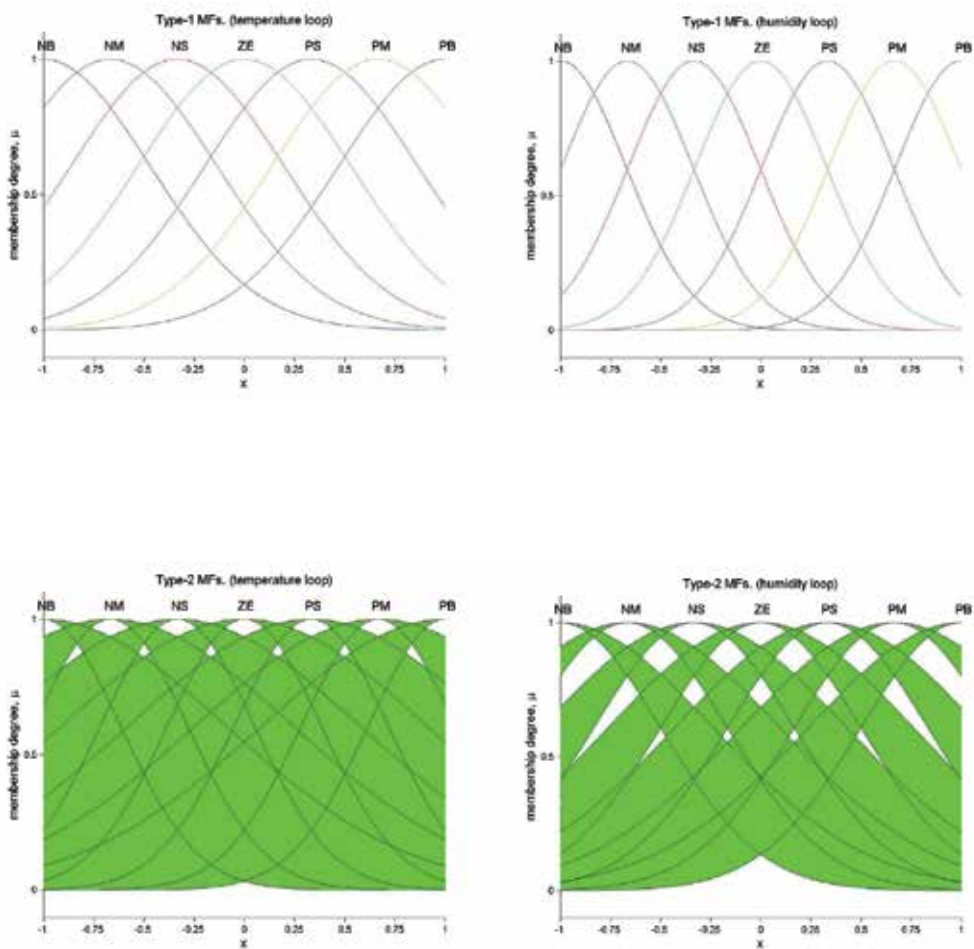 Type-1 MFs. (temperature loop)
NB NM NS ZE PS PM PB
1
0.5
0
membership degree, μ
-1 -0.75 -0.5 -0.25 0 0.25 0.5 0.75 1
x
Type-1 MFs. (humidity loop)
NB NM NS ZE PS PM PB
1
0.5
0
membership degree, μ
-1 -0.75 -0.5 -0.25 0 0.25 0.5 0.75 1
x
Type-2 MFs. (temperature loop)
NB NM NS ZE PS PM PB
1
0.5
0
membership degree, μ
-1 -0.75 -0.5 -0.25 0 0.25 0.5 0.75 1
x
Type-2 MFs. (humidity loop)
NB NM NS ZE PS PM PB
1
0.5
0
membership degree, μ
-1 -0.75 -0.5 -0.25 0 0.25 0.5 0.75 1
x